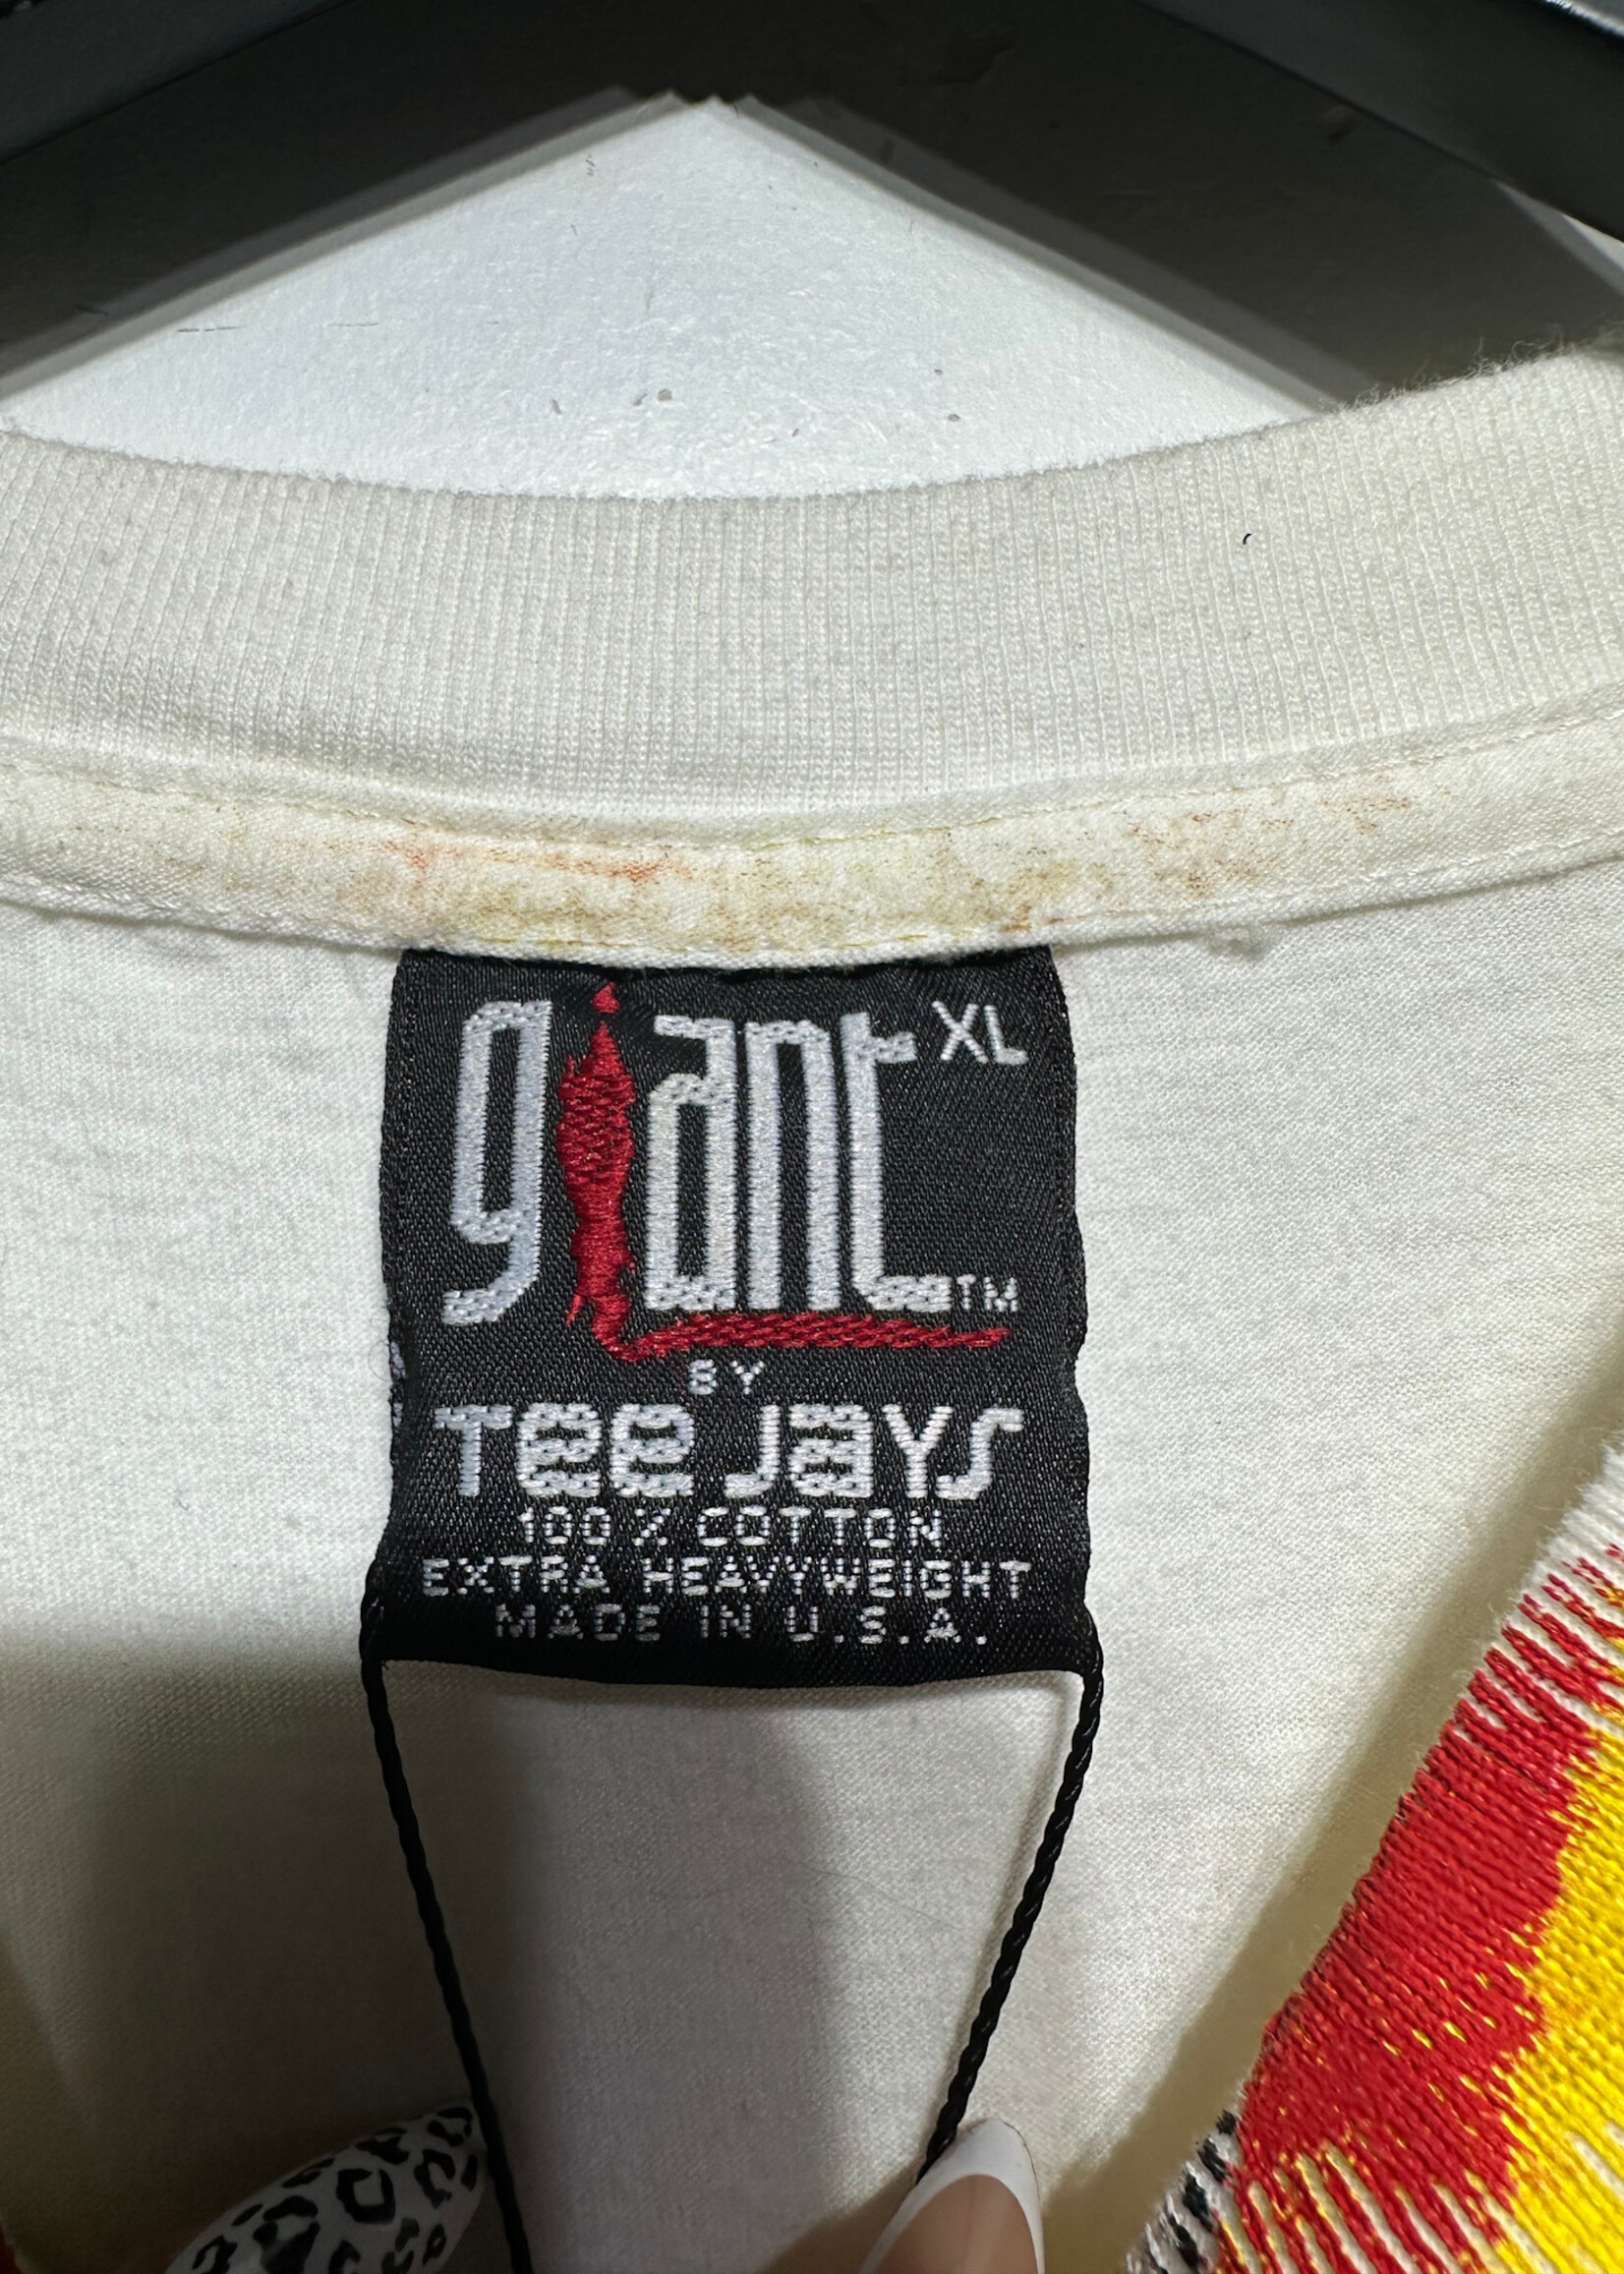 giant XL
TM
BY
Tee Jays
100% COTTON
EXTRA HEAVYWEIGHT
MADE IN U.S.A.